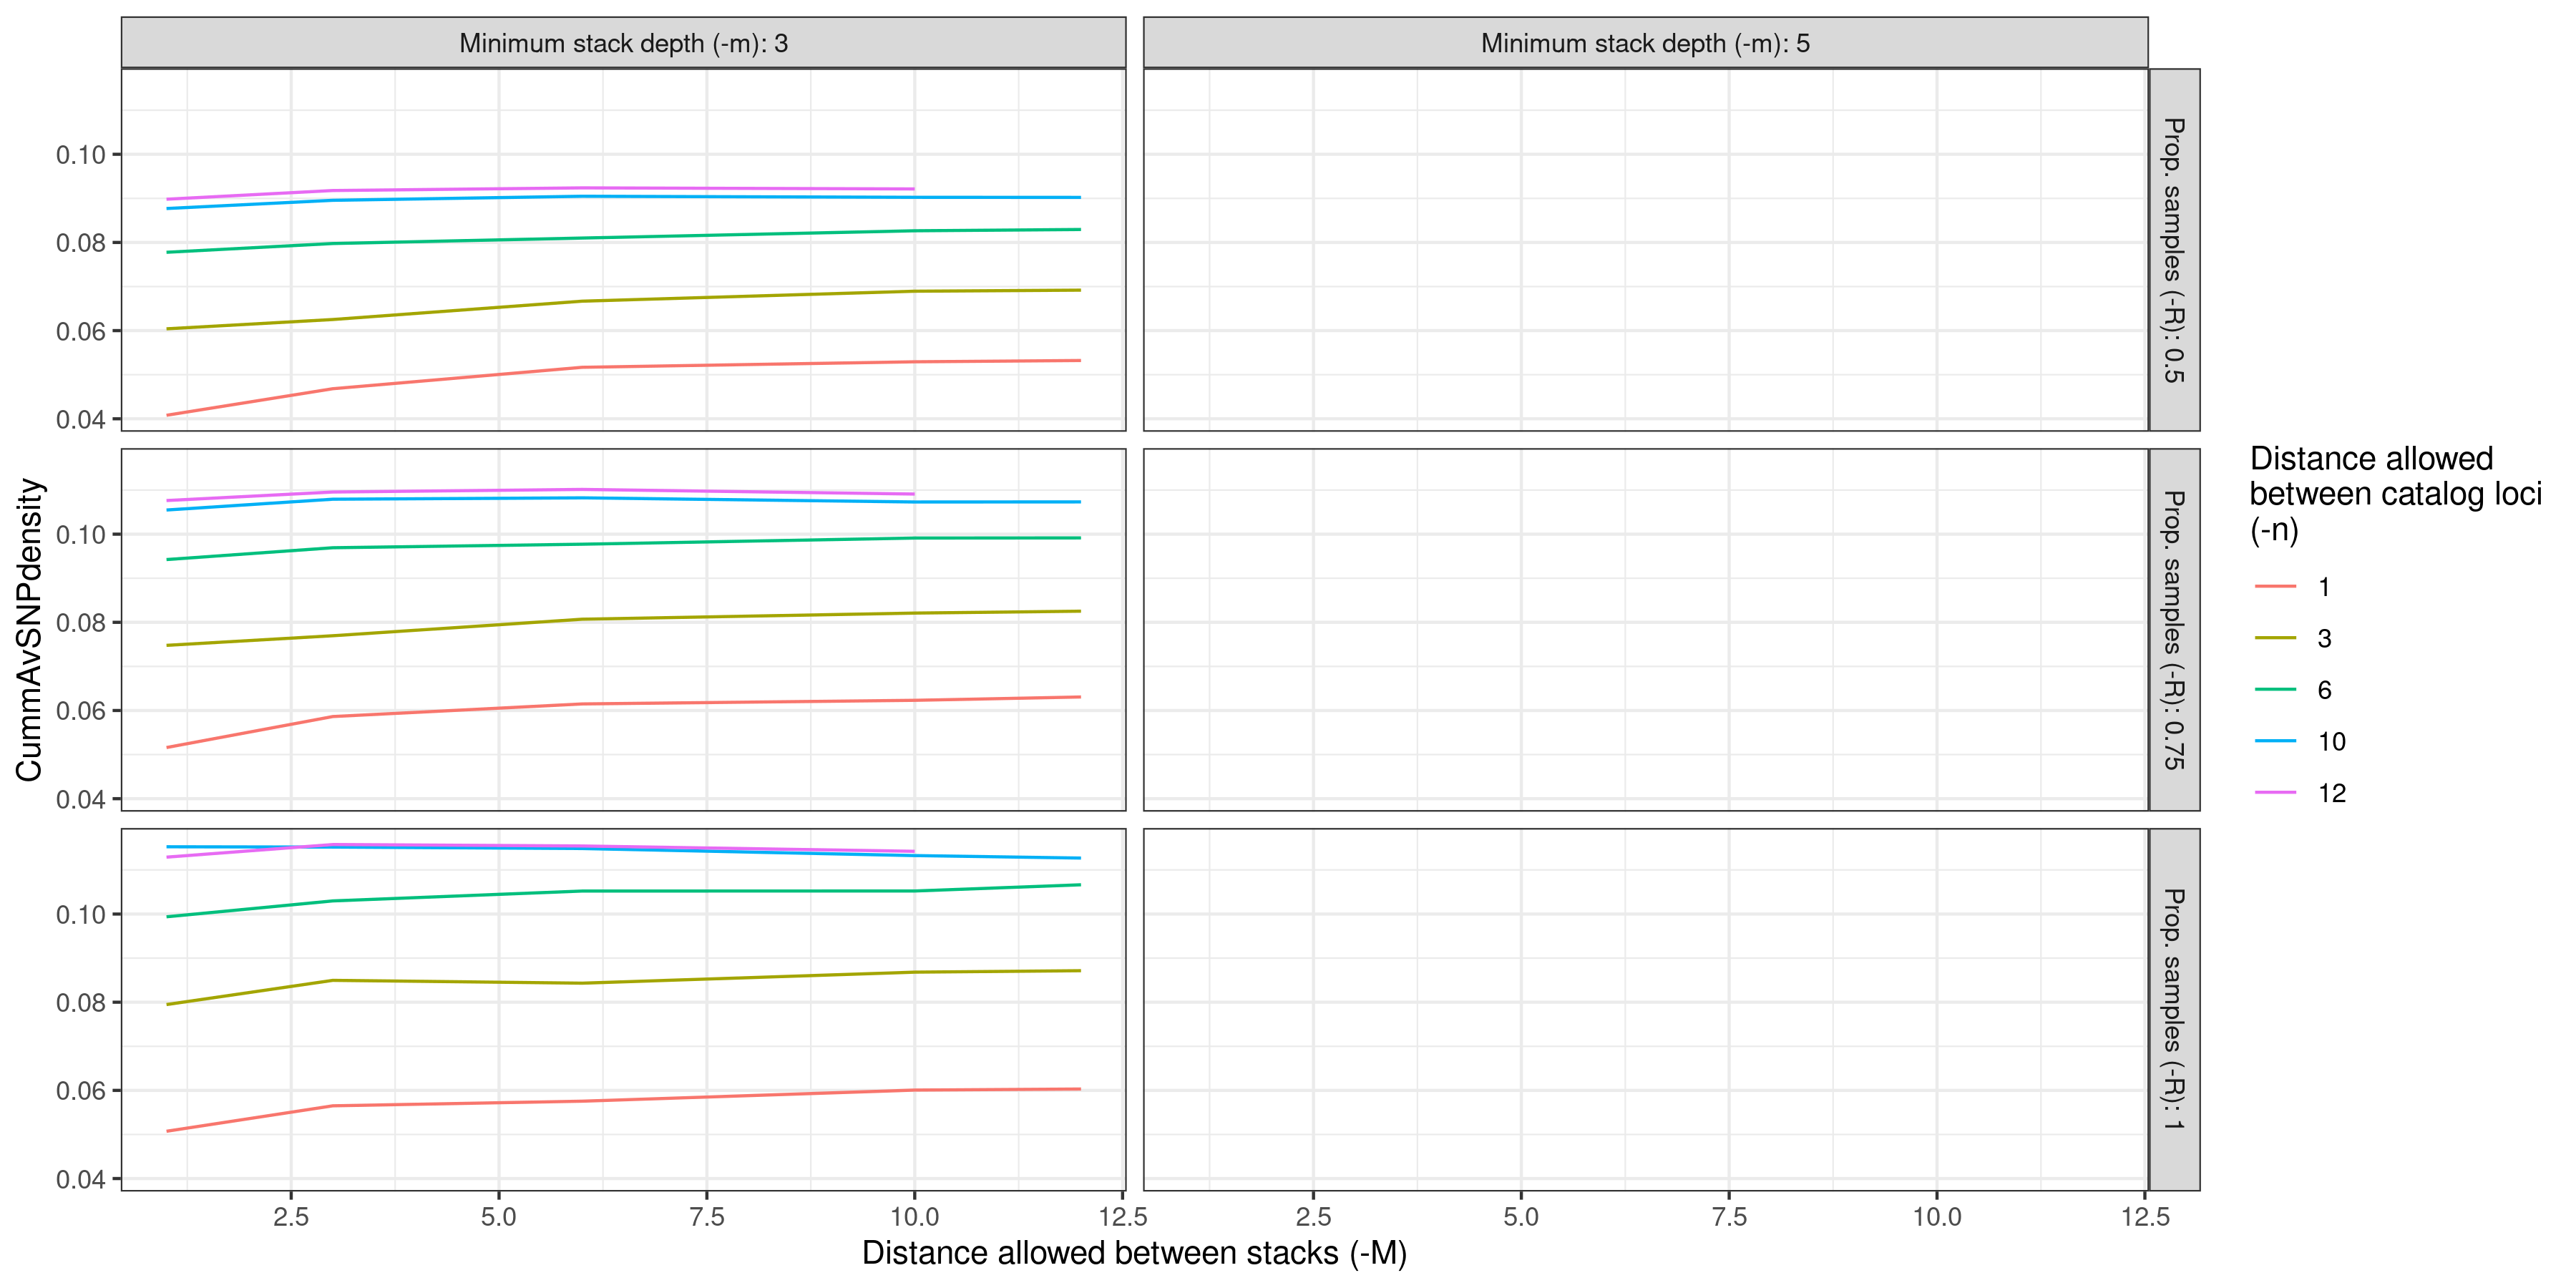 Minimum stack depth (-m): 3
Minimum stack depth (-m): 5
0.10
0.08
0.06
0.04
Prop. samples (-R): 0.5
0.10
0.08
0.06
0.04
Prop. samples (-R): 0.75
0.10
0.08
0.06
0.04
Prop. samples (-R): 1
2.5
5.0
7.5
10.0
12.5
2.5
5.0
7.5
10.0
12.5
Distance allowed between stacks (-M)
CummAvSNPdensity
Distance allowed
between catalog loci
(-n)
1
3
6
10
12